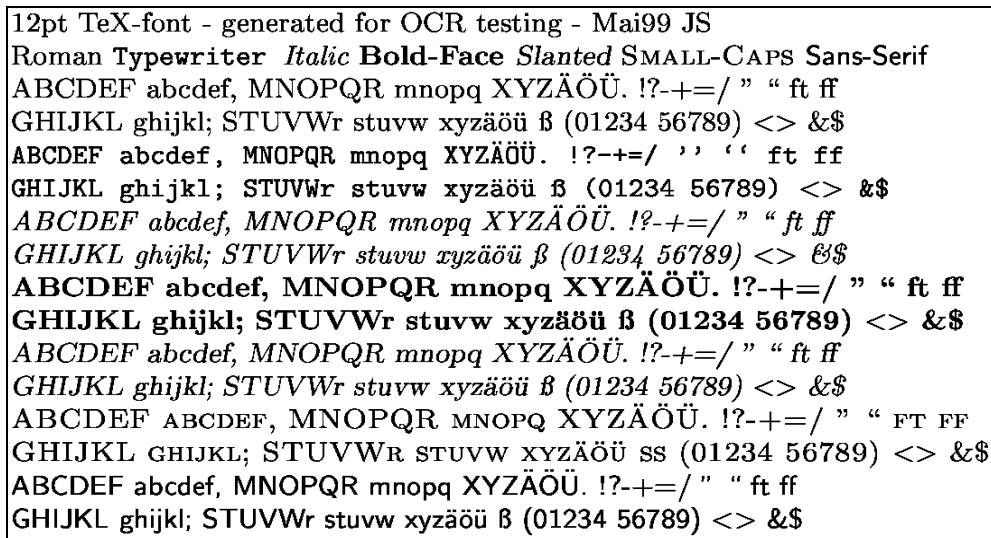 12pt TeX-font - generated for OCR testing - Mai99 JS
Roman Typewriter Italic Bold-Face Slanted Small-Caps Sans-Serif
ABCDEF abcdef, MNOPQR mnopq XYZÄÖÜ. !?-+=/ ” “ ft ff
GHIJKL ghijkl; STUVWr stuvw xyzäöü ß (01234 56789) <> &$
ABCDEF abcdef, MNOPQR mnopq XYZÄÖÜ. !?-+=/ ’’ ‘‘ ft ff
GHIJKL ghijkl; STUVWr stuvw xyzäöü ß (01234 56789) <> &$
ABCDEF abcdef, MNOPQR mnopq XYZÄÖÜ. !?-+=/ ” “ ft ff
GHIJKL ghijkl; STUVWr stuvw xyzäöü ß (01234 56789) <> &$
ABCDEF abcdef, MNOPQR mnopq XYZÄÖÜ. !?-+=/ ” “ ft ff
GHIJKL ghijkl; STUVWr stuvw xyzäöü ß (01234 56789) <> &$
ABCDEF abcdef, MNOPQR mnopq XYZÄÖÜ. !?-+=/ ” “ ft ff
GHIJKL ghijkl; STUVWr stuvw xyzäöü ß (01234 56789) <> &$
ABCDEF abcdef, MNOPQR mnopq XYZÄÖÜ. !?-+=/ ” “ ft ff
GHIJKL ghijkl; STUVWr stuvw xyzäöü ss (01234 56789) <> &$
ABCDEF abcdef, MNOPQR mnopq XYZÄÖÜ. !?-+=/ ” “ ft ff
GHIJKL ghijkl; STUVWr stuvw xyzäöü ß (01234 56789) <> &$